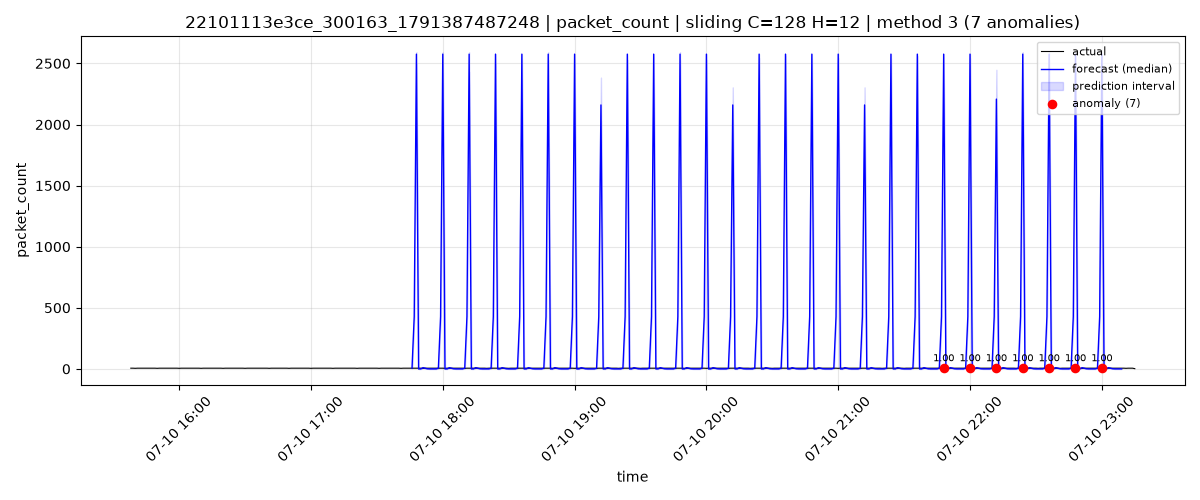 22101113e3ce_300163_1791387487248 | packet_count | sliding C=128 H=12 | method 3 (7 anomalies)
actual
forecast (median)
prediction interval
anomaly (7)
packet_count
2500
2000
1500
1000
500
0
1.00 1.00 1.00 1.00 1.00 1.00 1.00
07-10 16:00
07-10 17:00
07-10 18:00
07-10 19:00
07-10 20:00
07-10 21:00
07-10 22:00
07-10 23:00
time